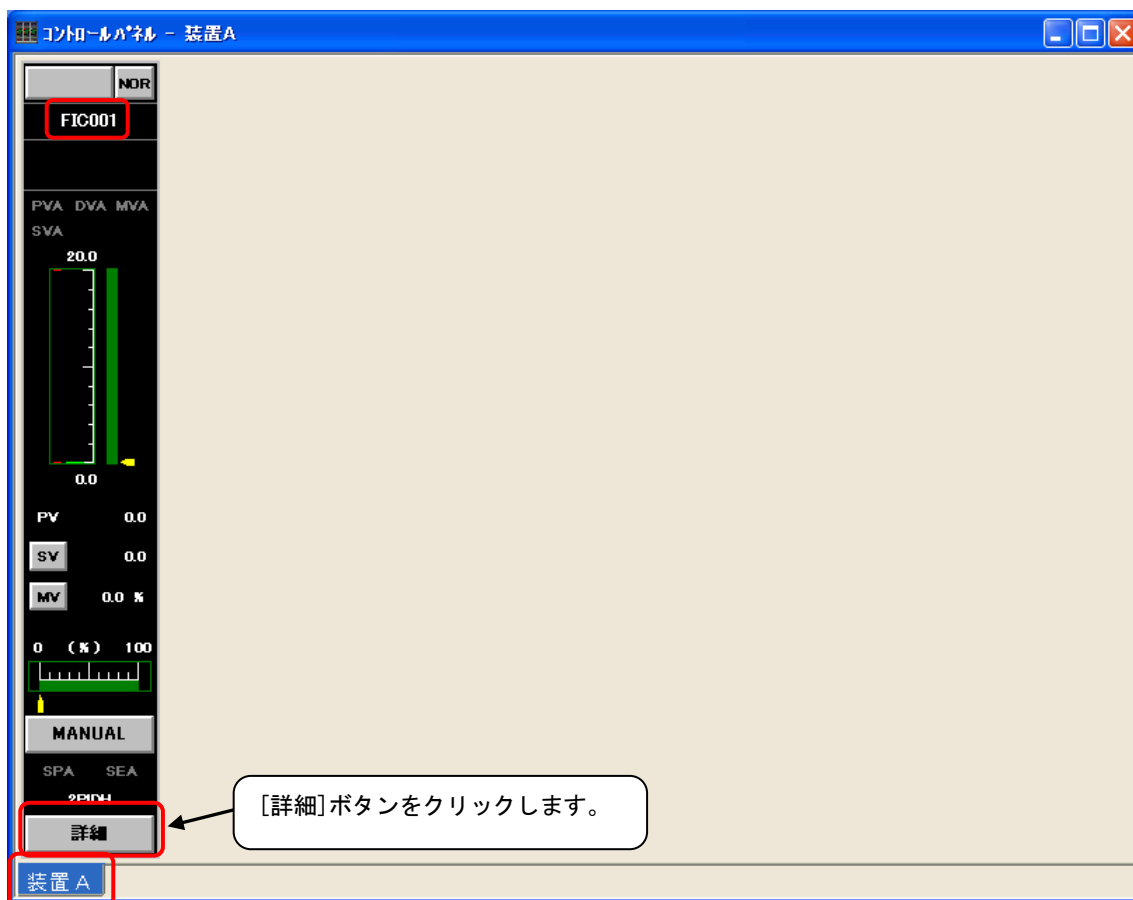 コントロールパネル - 装置A
NOR
FIC001
PVA DVA MVA
SVA
20.0
0.0
PV 0.0
SV 0.0
MV 0.0 %
0 (%) 100
MANUAL
SPA SEA
2PIDH
詳細
[詳細]ボタンをクリックします。
装置A